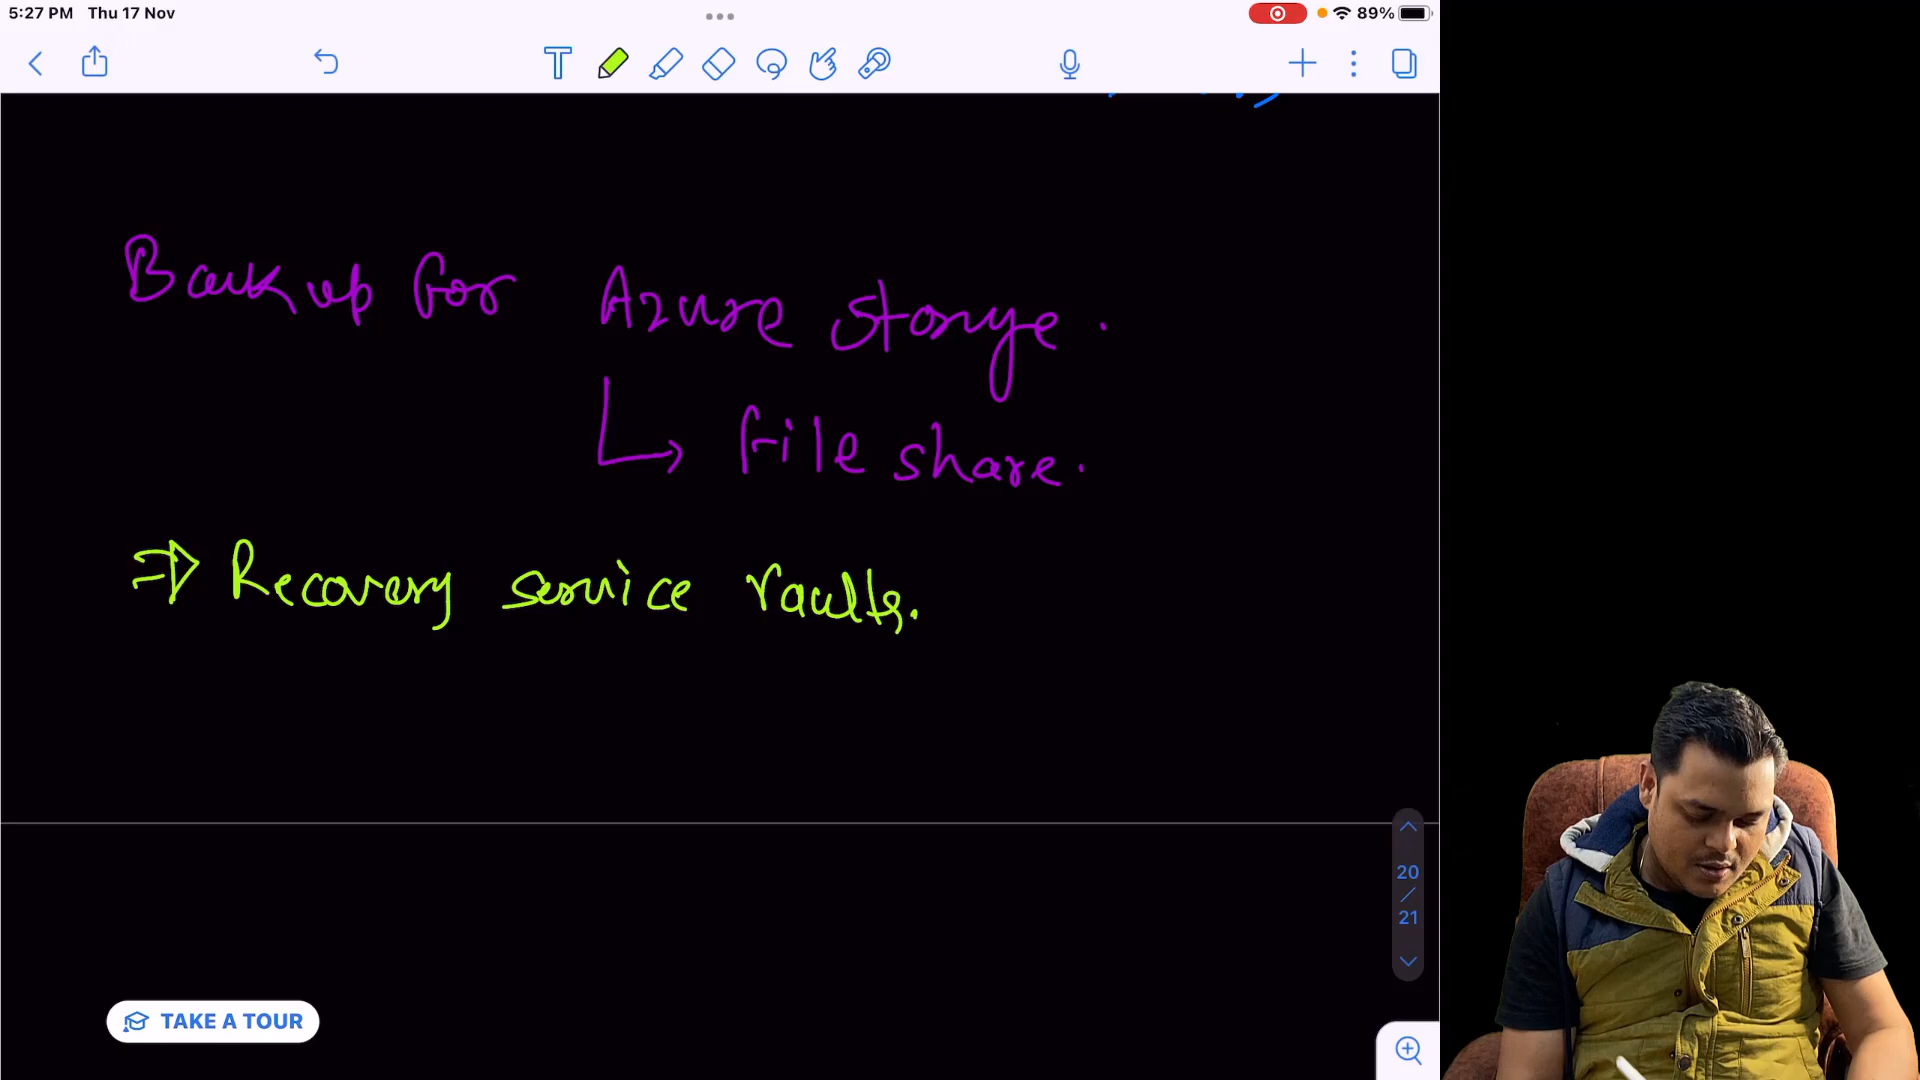 5:27 PM Thu 17 Nov
89%
Backup for Azure storage.
File share.
⇒ Recovery service vaults.
20
/
21
TAKE A TOUR